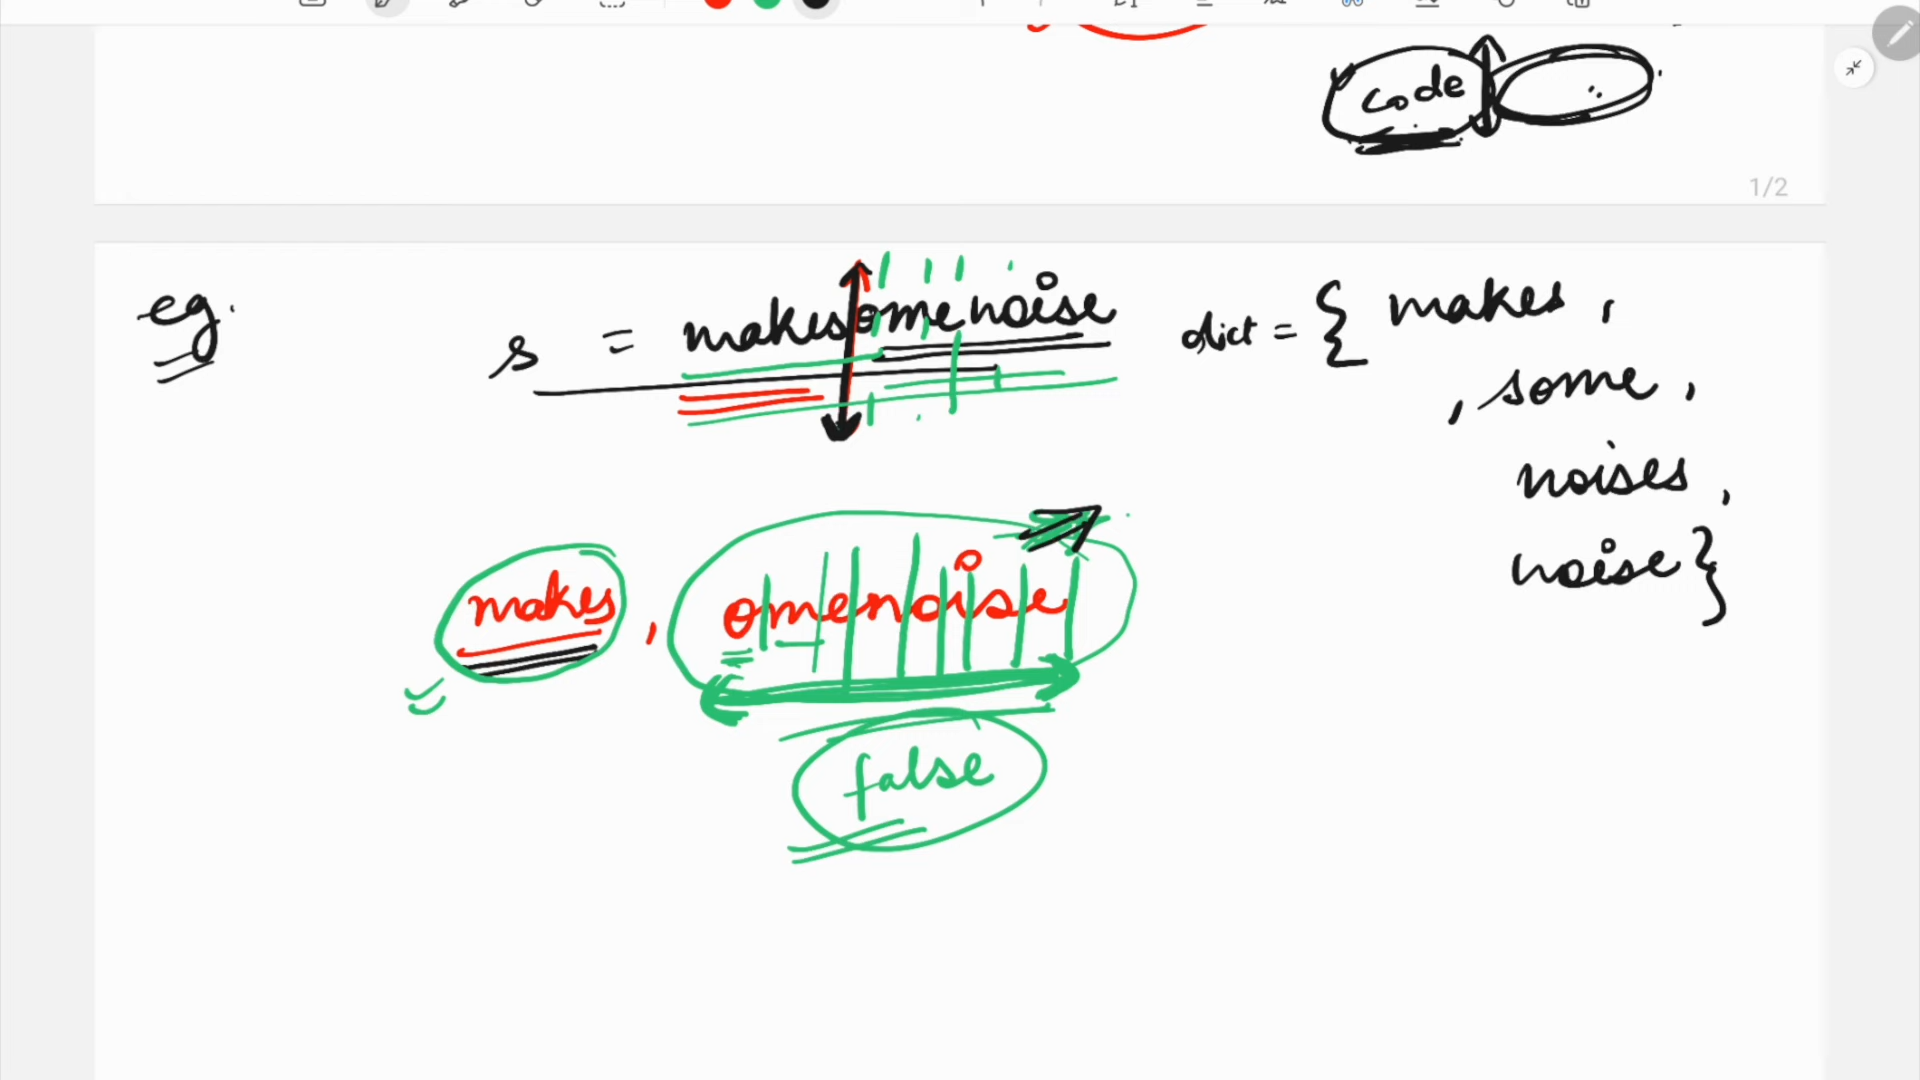 code
1/2
eg.
s = makesomenoise dict = { makes,
, some,
noises,
noise }
makes, omenoise
false